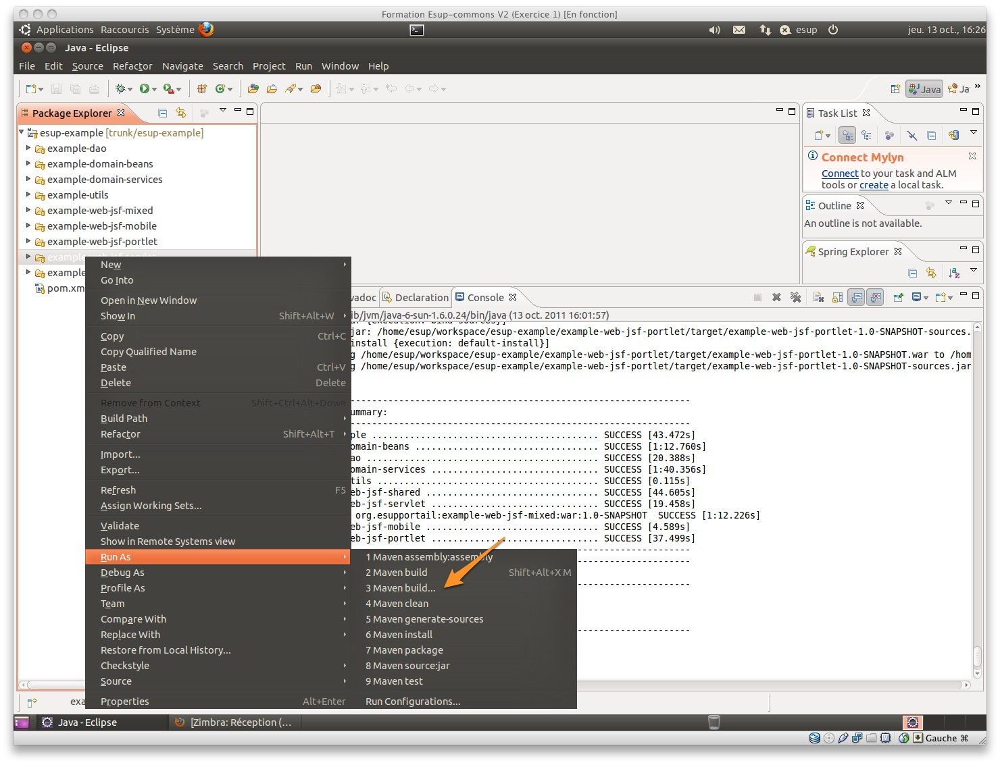 Formation Esup-commons V2 (Exercice 1) [En fonction]
Applications Raccourcis Système
esup
jeu. 13 oct., 16:26
Java - Eclipse
File Edit Source Refactor Navigate Search Project Run Window Help
Java
Ja
»
Package Explorer
esup-example [trunk/esup-example]
example-dao
example-domain-beans
example-domain-services
example-utils
example-web-jsf-mixed
example-web-jsf-mobile
example-web-jsf-portlet
example-web-jsf-servlet
example
pom.xm
New
Go Into
Open in New Window
Show In Shift+Alt+W
Copy Ctrl+C
Copy Qualified Name
Paste Ctrl+V
Delete Delete
Remove from Context Shift+Ctrl+Alt+Down
Build Path
Refactor Shift+Alt+T
Import...
Export...
Refresh F5
Assign Working Sets...
Validate
Show in Remote Systems view
Run As
Debug As
Profile As
Team
Compare With
Replace With
Restore from Local History...
Checkstyle
Source
Properties Alt+Enter
1 Maven assembly:assembly
2 Maven build Shift+Alt+X M
3 Maven build...
4 Maven clean
5 Maven generate-sources
6 Maven install
7 Maven package
8 Maven source:jar
9 Maven test
Run Configurations...
Task List
Connect Mylyn
Connect to your task and ALM
tools or create a local task.
Outline
An outline is not available.
Spring Explorer
vadoc Declaration Console
ib/jvm/java-6-sun-1.6.0.24/bin/java (13 oct. 2011 16:01:57)
jar: /home/esup/workspace/esup-example/example-web-jsf-portlet/target/example-web-jsf-portlet-1.0-SNAPSHOT-sources.
install {execution: default-install}]
g /home/esup/workspace/esup-example/example-web-jsf-portlet/target/example-web-jsf-portlet-1.0-SNAPSHOT.war to /hom
g /home/esup/workspace/esup-example/example-web-jsf-portlet/target/example-web-jsf-portlet-1.0-SNAPSHOT-sources.jar
---------------------------------------------------------------
ummary:
---------------------------------------------------------------
ple ......................................... SUCCESS [43.472s]
omain-beans ................................. SUCCESS [1:12.760s]
ao .......................................... SUCCESS [20.388s]
omain-services .............................. SUCCESS [1:40.356s]
tils ........................................ SUCCESS [0.115s]
eb-jsf-shared ............................... SUCCESS [44.605s]
eb-jsf-servlet .............................. SUCCESS [19.458s]
org.esupportail:example-web-jsf-mixed:war:1.0-SNAPSHOT SUCCESS [1:12.226s]
eb-jsf-mobile ............................... SUCCESS [4.589s]
eb-jsf-portlet .............................. SUCCESS [37.499s]
exa
Java - Eclipse
[Zimbra: Réception (...
Gauche ⌘